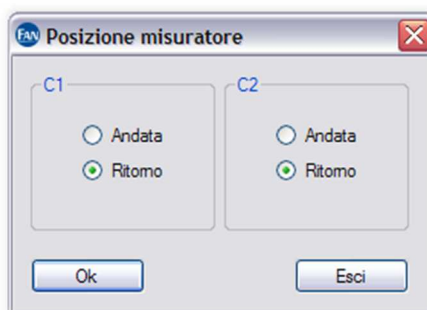 FAN Posizione misuratore
C1 C2
Andata Andata
Ritorno Ritorno
Ok Esci